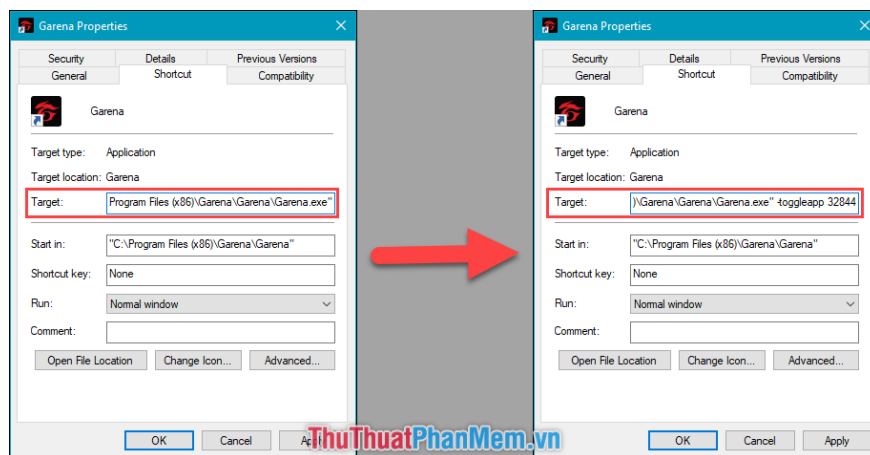 Garena Properties
Security Details Previous Versions
General Shortcut Compatibility
Garena
Target type: Application
Target location: Garena
Target: Program Files (x86)\Garena\Garena\Garena.exe"
Start in: "C:\Program Files (x86)\Garena\Garena"
Shortcut key: None
Run: Normal window
Comment:
Open File Location Change Icon... Advanced...
OK Cancel Apply
Garena Properties
Security Details Previous Versions
General Shortcut Compatibility
Garena
Target type: Application
Target location: Garena
Target: )\Garena\Garena\Garena.exe" -toggleapp 32844
Start in: "C:\Program Files (x86)\Garena\Garena"
Shortcut key: None
Run: Normal window
Comment:
Open File Location Change Icon... Advanced...
OK Cancel Apply
ThuThuatPhanMem.vn